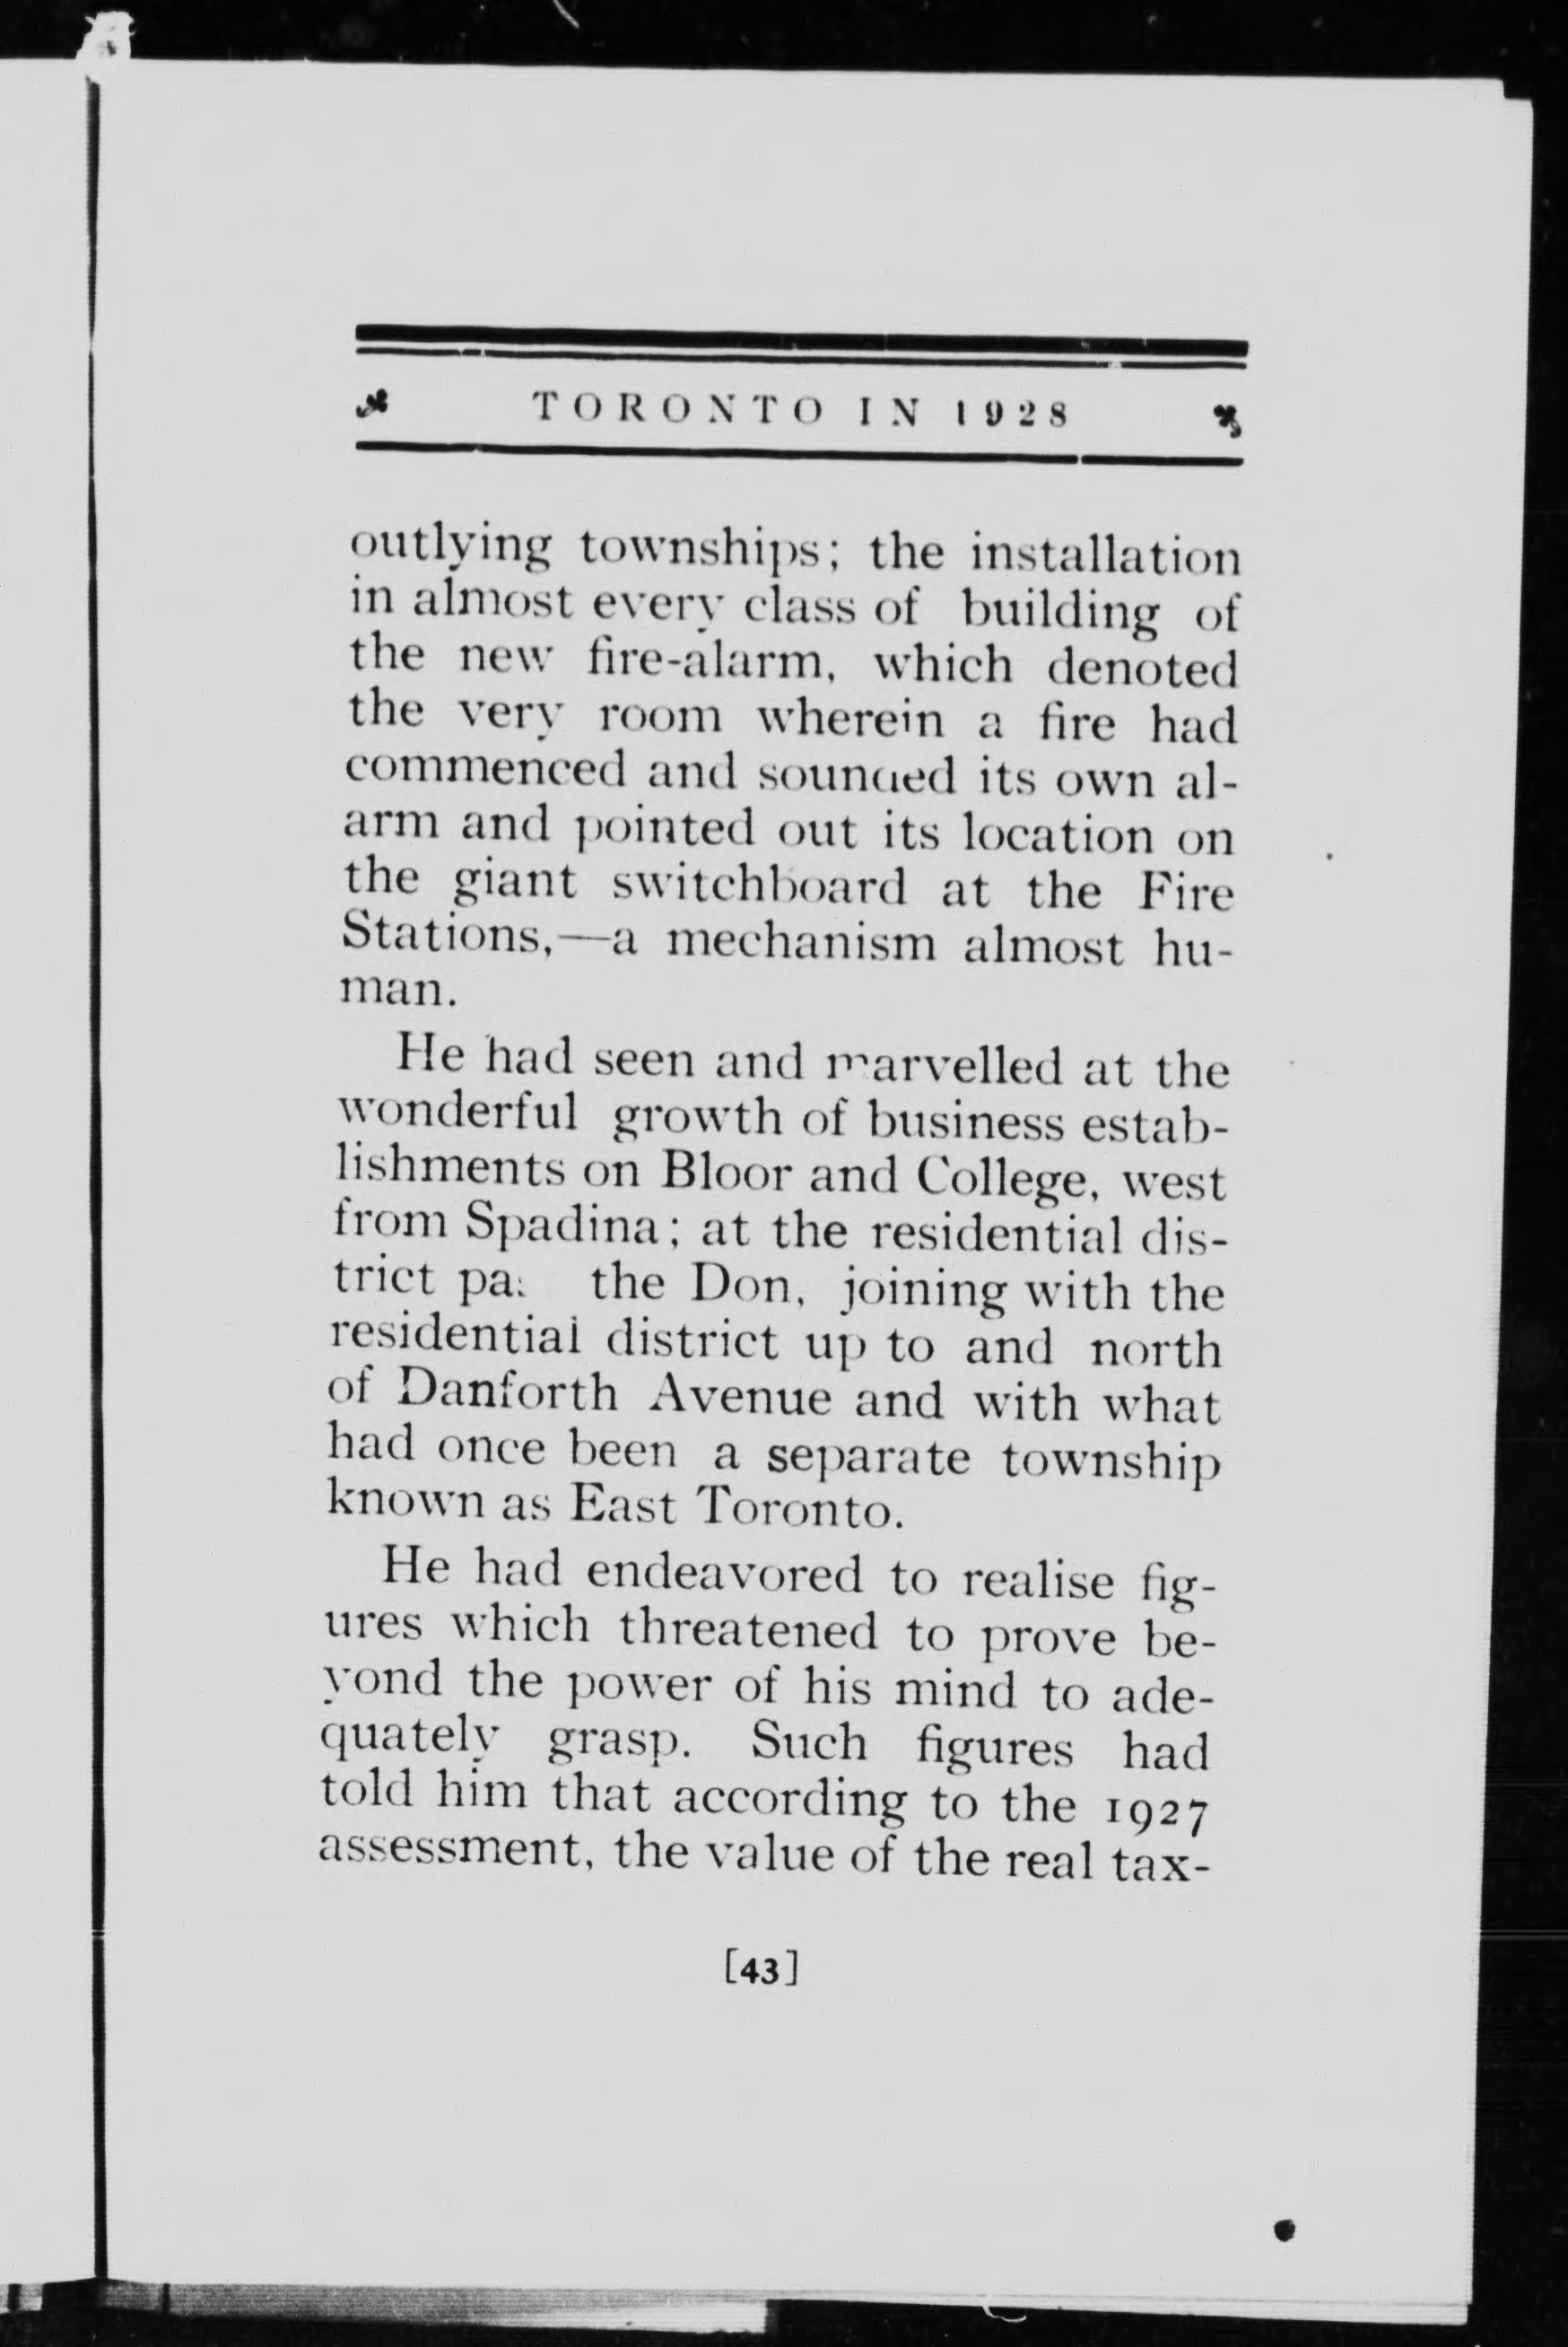 TORONTO IN 1928
outlying townships; the installation
in almost every class of building of
the new fire-alarm, which denoted
the very room wherein a fire had
commenced and sounded its own al-
arm and pointed out its location on
the giant switchboard at the Fire
Stations,—a mechanism almost hu-
man.
He had seen and marvelled at the
wonderful growth of business estab-
lishments on Bloor and College, west
from Spadina; at the residential dis-
trict the Don, joining with the
residential district up to and north
of Danforth Avenue and with what
had once been a separate township
known as East Toronto.
He had endeavored to realise fig-
ures which threatened to prove be-
yond the power of his mind to ade-
quately grasp. Such figures had
told him that according to the 1927
assessment, the value of the real tax-
[43]